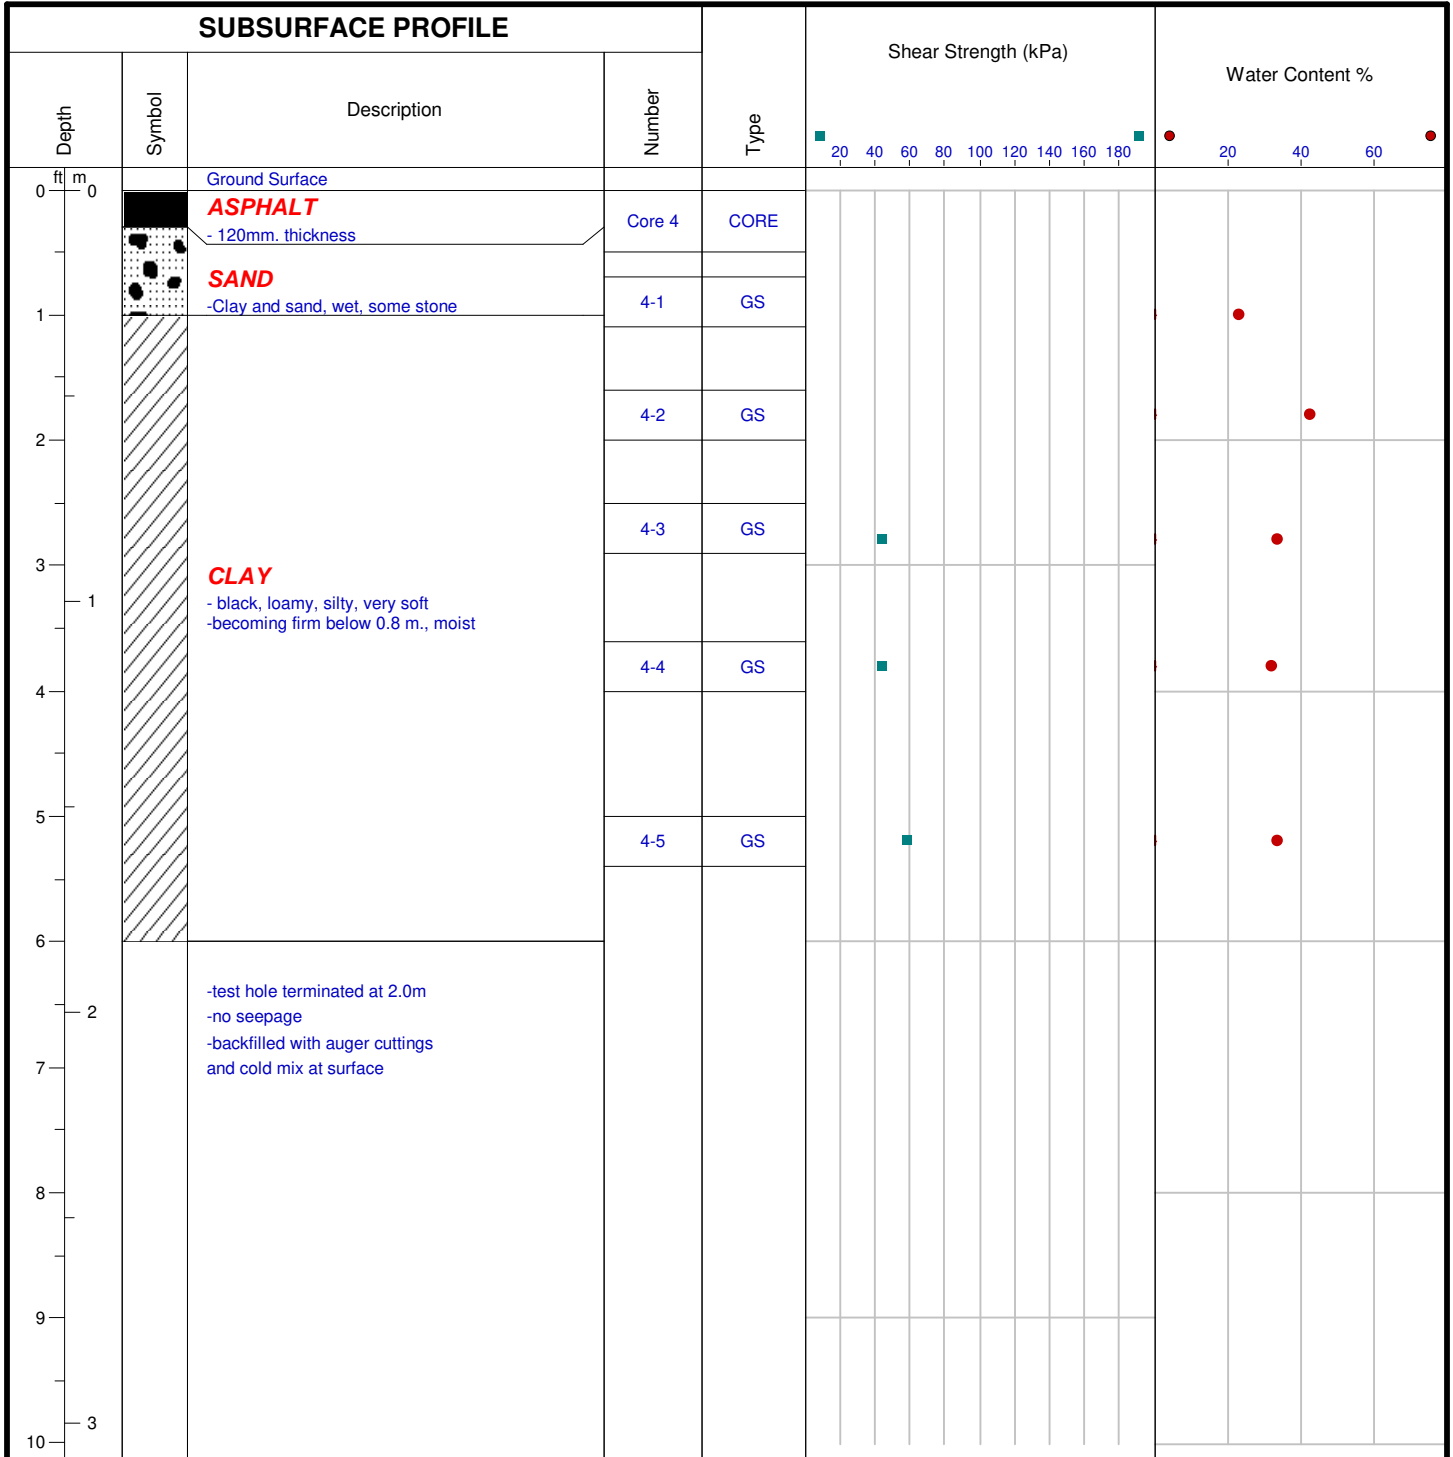 SUBSURFACE PROFILE
Depth
Symbol
Description
Number
Type
Shear Strength (kPa)
20 40 60 80 100 120 140 160 180
Water Content %
20 40 60
ft m
Ground Surface
0 0
ASPHALT
- 120mm. thickness
Core 4 CORE
SAND
-Clay and sand, wet, some stone
4-1 GS
1
4-2 GS
2
4-3 GS
3
CLAY
- black, loamy, silty, very soft
-becoming firm below 0.8 m., moist
1
4-4 GS
4
5
4-5 GS
6
-test hole terminated at 2.0m
-no seepage
-backfilled with auger cuttings
and cold mix at surface
2
7
8
9
3
10